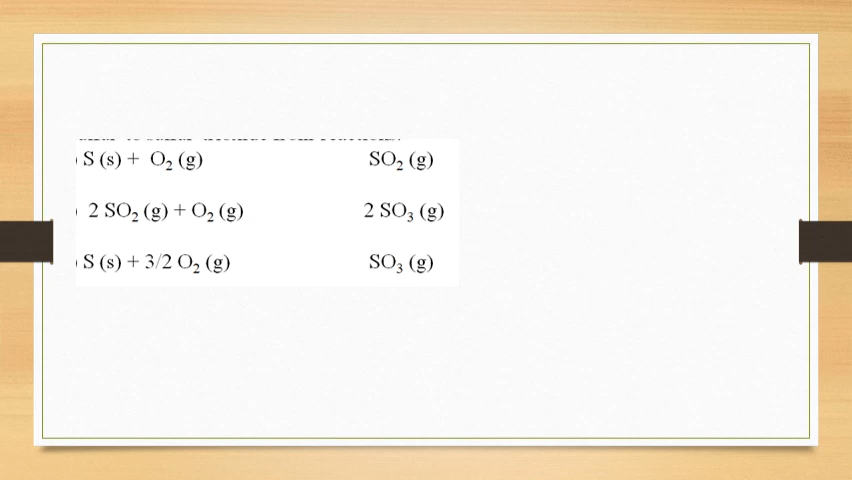 S (s) + O₂ (g) SO₂ (g)
2 SO₂ (g) + O₂ (g) 2 SO₃ (g)
S (s) + 3/2 O₂ (g) SO₃ (g)